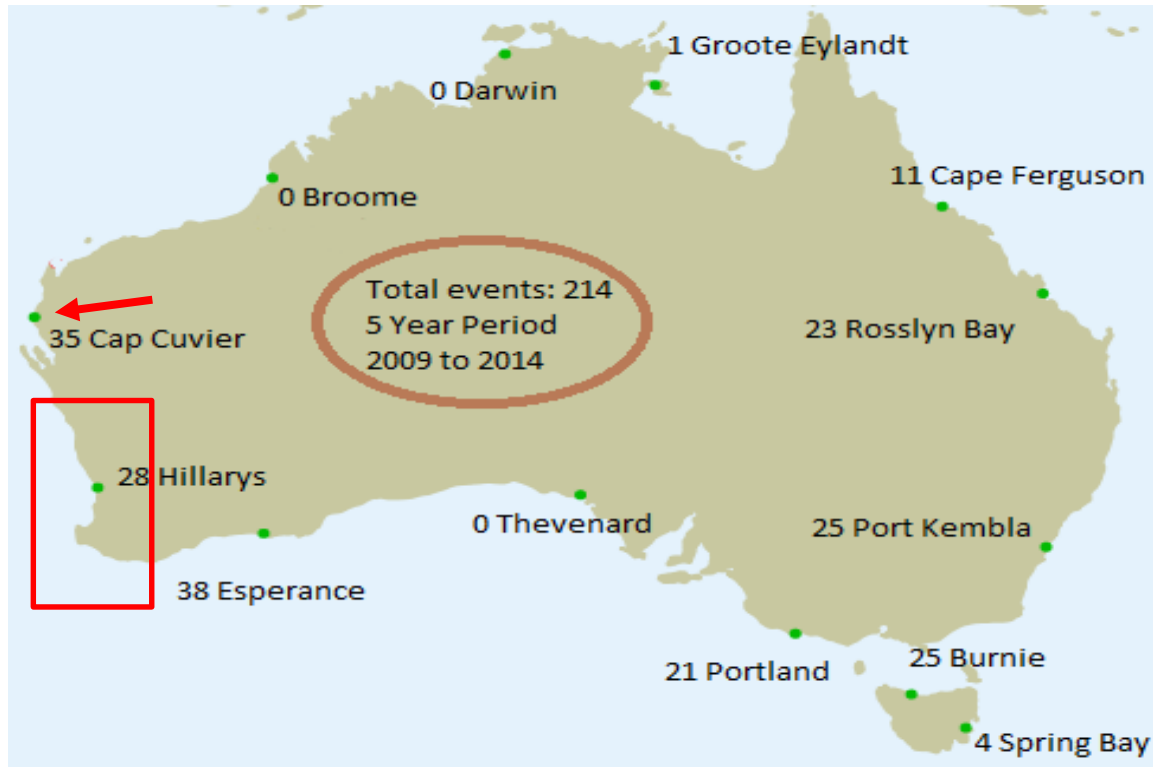 1 Groote Eylandt
0 Darwin
11 Cape Ferguson
0 Broome
Total events: 214
5 Year Period
2009 to 2014
35 Cap Cuvier
23 Rosslyn Bay
28 Hillarys
0 Thevenard
25 Port Kembla
38 Esperance
21 Portland
25 Burnie
4 Spring Bay